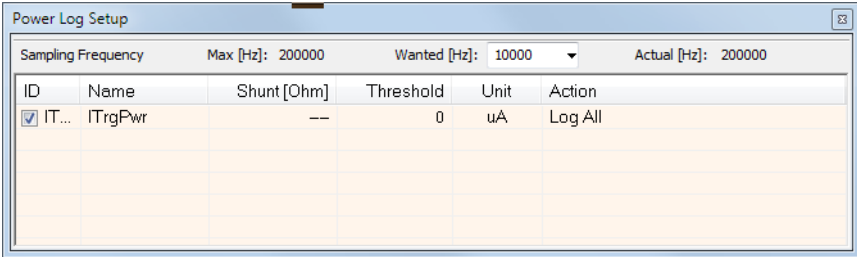 Power Log Setup
Sampling Frequency Max [Hz]: 200000 Wanted [Hz]: 10000 Actual [Hz]: 200000
ID Name Shunt [Ohm] Threshold Unit Action
IT... ITrgPwr -- 0 uA Log All